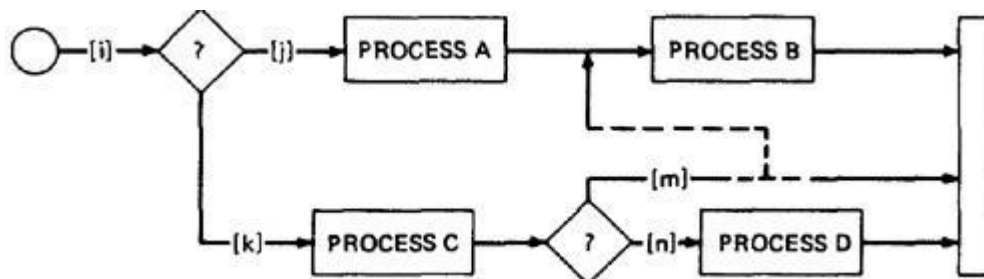 [i] ? [j] PROCESS A PROCESS B
[m]
[k] PROCESS C ? [n] PROCESS D